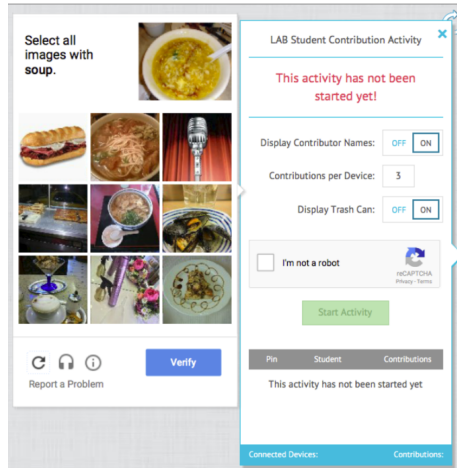 Select all
images with
soup.
Verify
Report a Problem
LAB Student Contribution Activity
This activity has not been
started yet!
Display Contributor Names: OFF ON
Contributions per Device: 3
Display Trash Can: OFF ON
I'm not a robot
reCAPTCHA
Privacy - Terms
Start Activity
Pin Student Contributions
This activity has not been started yet
Connected Devices: Contributions: